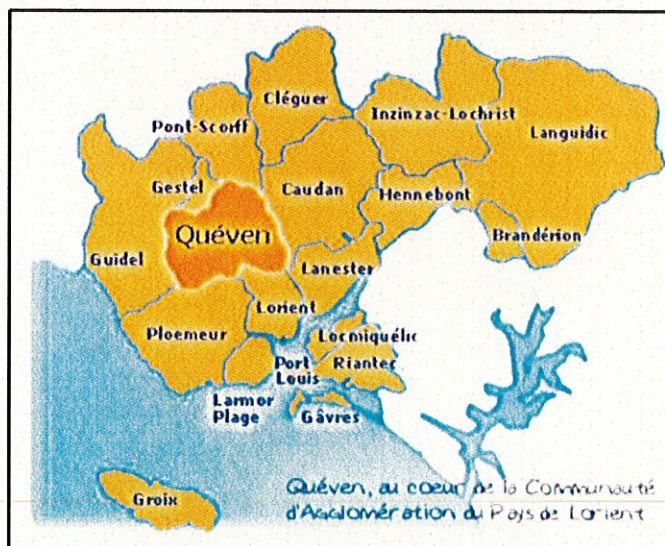 Cléguer
Inzinzac-Lochrist
Pont-Scorff
Languidic
Gestel
Caudan
Hennebont
Quéven
Brandérion
Guidel
Lanester
Lorient
Ploemeur
Locmiquélic
Port
Louis
Riantec
Larmor
Plage
Gâvres
Groix
Quéven, au coeur de la Communauté
d'Agglomération du Pays de Lorient